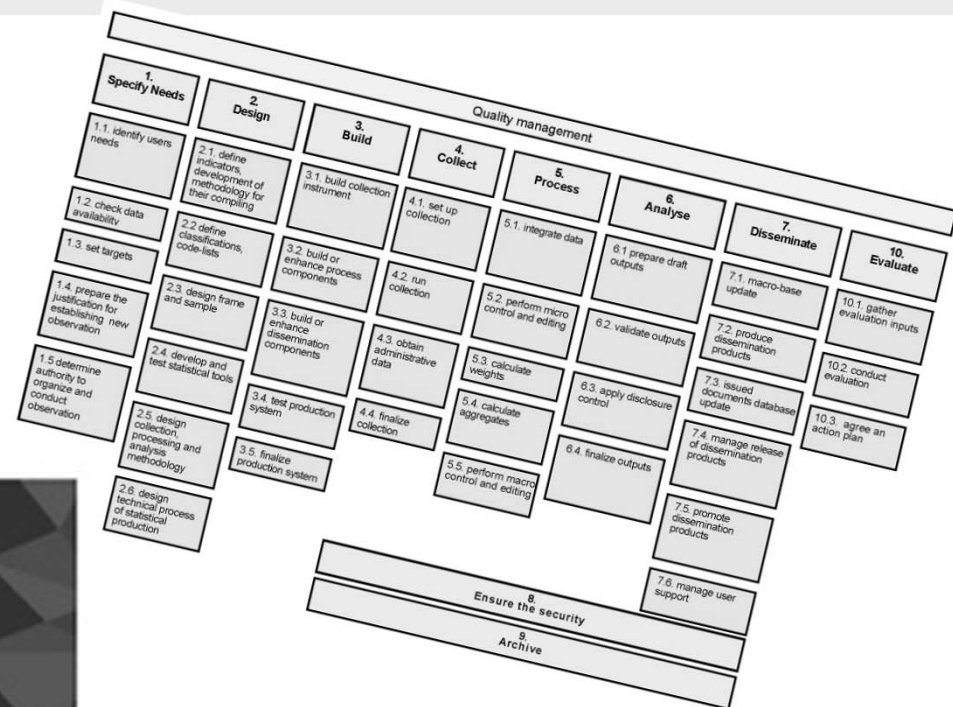 Quality management
1.
Specify Needs
1.1. identify users
needs
1.2. check data
availability
1.3. set targets
1.4. prepare the
justification for
establishing new
observation
1.5 determine
authority to
organize and
conduct
observation
2.
Design
2.1. define
indicators,
development of
methodology for
their compiling
2.2 define
classifications,
code-lists
2.3. design frame
and sample
2.4. develop and
test statistical tools
2.5. design
collection,
processing and
analysis
methodology
2.6. design
technical process
of statistical
production
3.
Build
3.1. build collection
instrument
3.2. build or
enhance process
components
3.3. build or
enhance
dissemination
components
3.4. test production
system
3.5. finalize
production system
4.
Collect
4.1. set up
collection
4.2. run
collection
4.3. obtain
administrative
data
4.4. finalize
collection
5.
Process
5.1. integrate data
5.2. perform micro
control and editing
5.3. calculate
weights
5.4. calculate
aggregates
5.5. perform macro
control and editing
6.
Analyse
6.1 prepare draft
outputs
6.2. validate outputs
6.3. apply disclosure
control
6.4. finalize outputs
7.
Disseminate
7.1. macro-base
update
7.2. produce
dissemination
products
7.3. issued
documents database
update
7.4. manage release
of dissemination
products
7.5. promote
dissemination
products
7.6. manage user
support
10.
Evaluate
10.1. gather
evaluation inputs
10.2. conduct
evaluation
10.3. agree an
action plan
8.
Ensure the security
9.
Archive